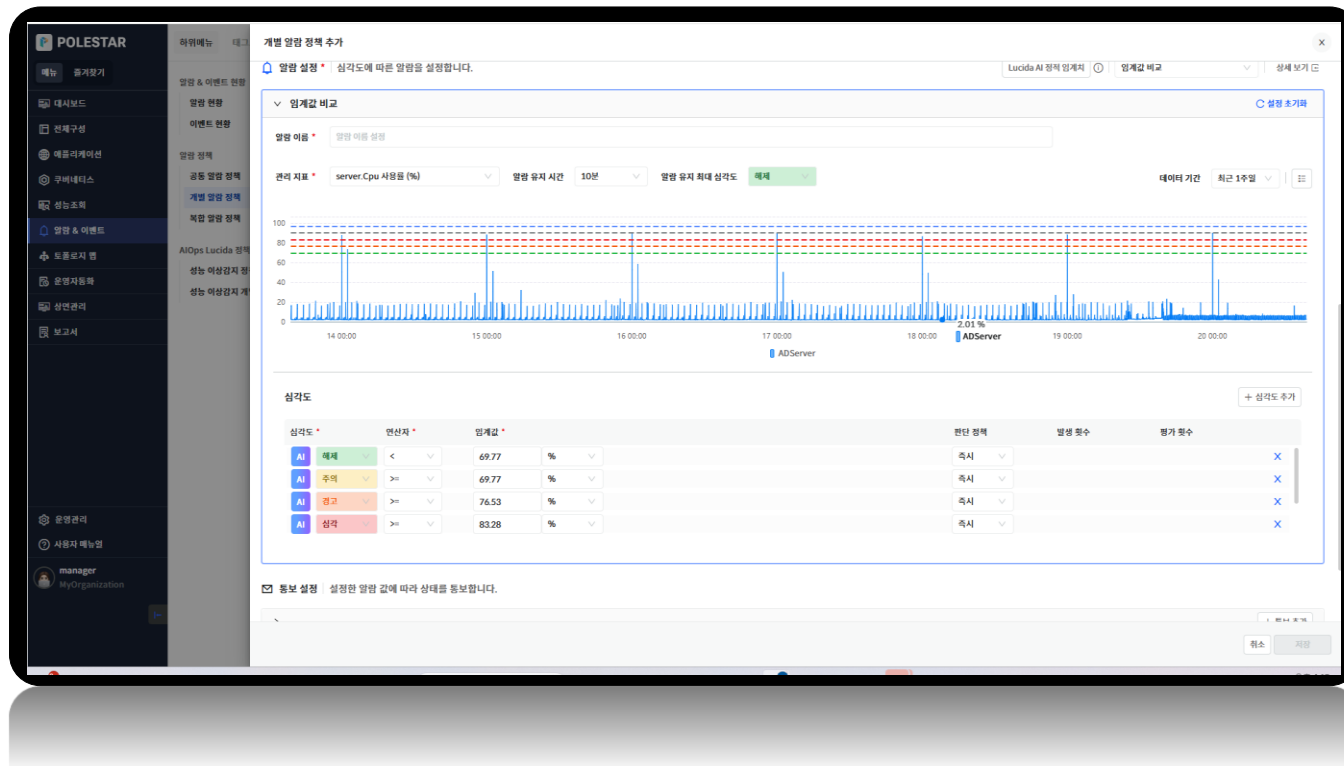 POLESTAR
메뉴 즐겨찾기
대시보드
전체구성
애플리케이션
쿠버네티스
성능조회
알람 & 이벤트
토폴로지 맵
운영자동화
상면관리
보고서
운영관리
사용자 매뉴얼
manager
MyOrganization
하위메뉴 태그
알람 & 이벤트 현황
알람 현황
이벤트 현황
알람 정책
공통 알람 정책
개별 알람 정책
복합 알람 정책
AIOps Lucida 정책
성능 이상감지 정
성능 이상감지 개
개별 알람 정책 추가
알람 설정 * 심각도에 따른 알람을 설정합니다. Lucida AI 정적 임계치 임계값 비교 상세 보기
임계값 비교 설정 초기화
알람 이름 * 알람 이름 설정
관리 지표 * server.Cpu 사용률 (%) 알람 유지 시간 10분 알람 유지 최대 심각도 해제 데이터 기간 최근 1주일
100
80
60
40
20
0
14 00:00 15 00:00 16 00:00 17 00:00 18 00:00 19 00:00 20 00:00
2.01 %
ADServer
ADServer
심각도 + 심각도 추가
심각도 * 연산자 * 임계값 * 판단 정책 발생 횟수 평가 횟수
AI 해제 < 69.77 % 즉시 X
AI 주의 >= 69.77 % 즉시 X
AI 경고 >= 76.53 % 즉시 X
AI 심각 >= 83.28 % 즉시 X
통보 설정 설정한 알람 값에 따라 상태를 통보합니다.
취소 저장